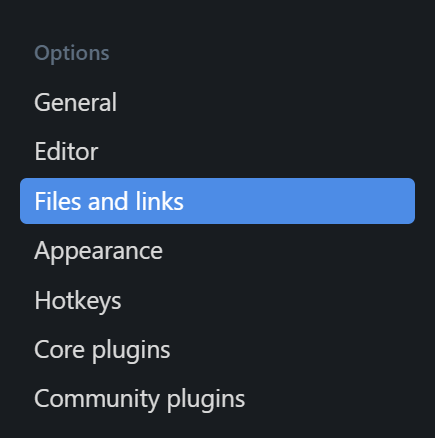 Options
General
Editor
Files and links
Appearance
Hotkeys
Core plugins
Community plugins